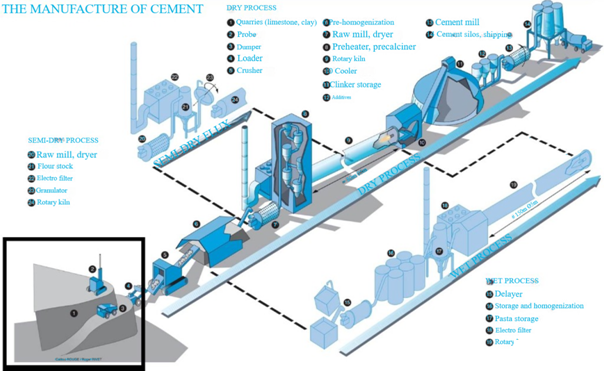 THE MANUFACTURE OF CEMENT
DRY PROCESS
1 Quarries (limestone, clay)
2 Probe
3 Dumper
4 Loader
5 Crusher
6 Pre-homogenization
7 Raw mill, dryer
8 Preheater, precalciner
9 Rotary kiln
10 Cooler
11 Clinker storage
12 Additives
13 Cement mill
14 Cement silos, shipping
SEMI-DRY PROCESS
20 Raw mill, dryer
21 Flour stock
22 Electro filter
23 Granulator
24 Rotary kiln
SEMI-DRY FLUX
DRY PROCESS
WET PROCESS
WET PROCESS
15 Delayer
16 Storage and homogenization
17 Pasta storage
18 Electro filter
19 Rotary